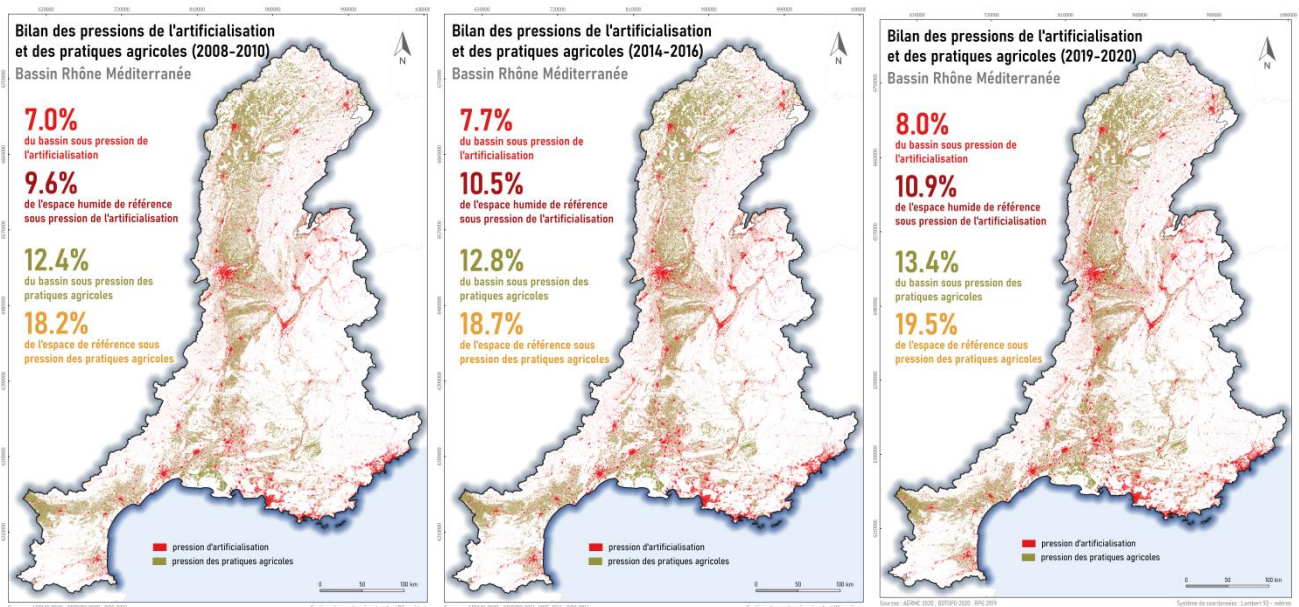 Bilan des pressions de l'artificialisation
et des pratiques agricoles (2008-2010)
Bassin Rhône Méditerranée
N
7.0%
du bassin sous pression de
l'artificialisation
9.6%
de l'espace humide de référence
sous pression de l'artificialisation
12.4%
du bassin sous pression des
pratiques agricoles
18.2%
de l'espace de référence sous
pression des pratiques agricoles
pression d'artificialisation
pression des pratiques agricoles
0 50 100 km
Bilan des pressions de l'artificialisation
et des pratiques agricoles (2014-2016)
Bassin Rhône Méditerranée
N
7.7%
du bassin sous pression de
l'artificialisation
10.5%
de l'espace humide de référence
sous pression de l'artificialisation
12.8%
du bassin sous pression des
pratiques agricoles
18.7%
de l'espace de référence sous
pression des pratiques agricoles
pression d'artificialisation
pression des pratiques agricoles
0 50 100 km
Bilan des pressions de l'artificialisation
et des pratiques agricoles (2019-2020)
Bassin Rhône Méditerranée
N
8.0%
du bassin sous pression de
l'artificialisation
10.9%
de l'espace humide de référence
sous pression de l'artificialisation
13.4%
du bassin sous pression des
pratiques agricoles
19.5%
de l'espace de référence sous
pression des pratiques agricoles
pression d'artificialisation
pression des pratiques agricoles
0 50 100 km
Sources : AERMC 2020 ; BDTOPO 2020 ; RPG 2019
Système de coordonnées : Lambert 93 - mètres